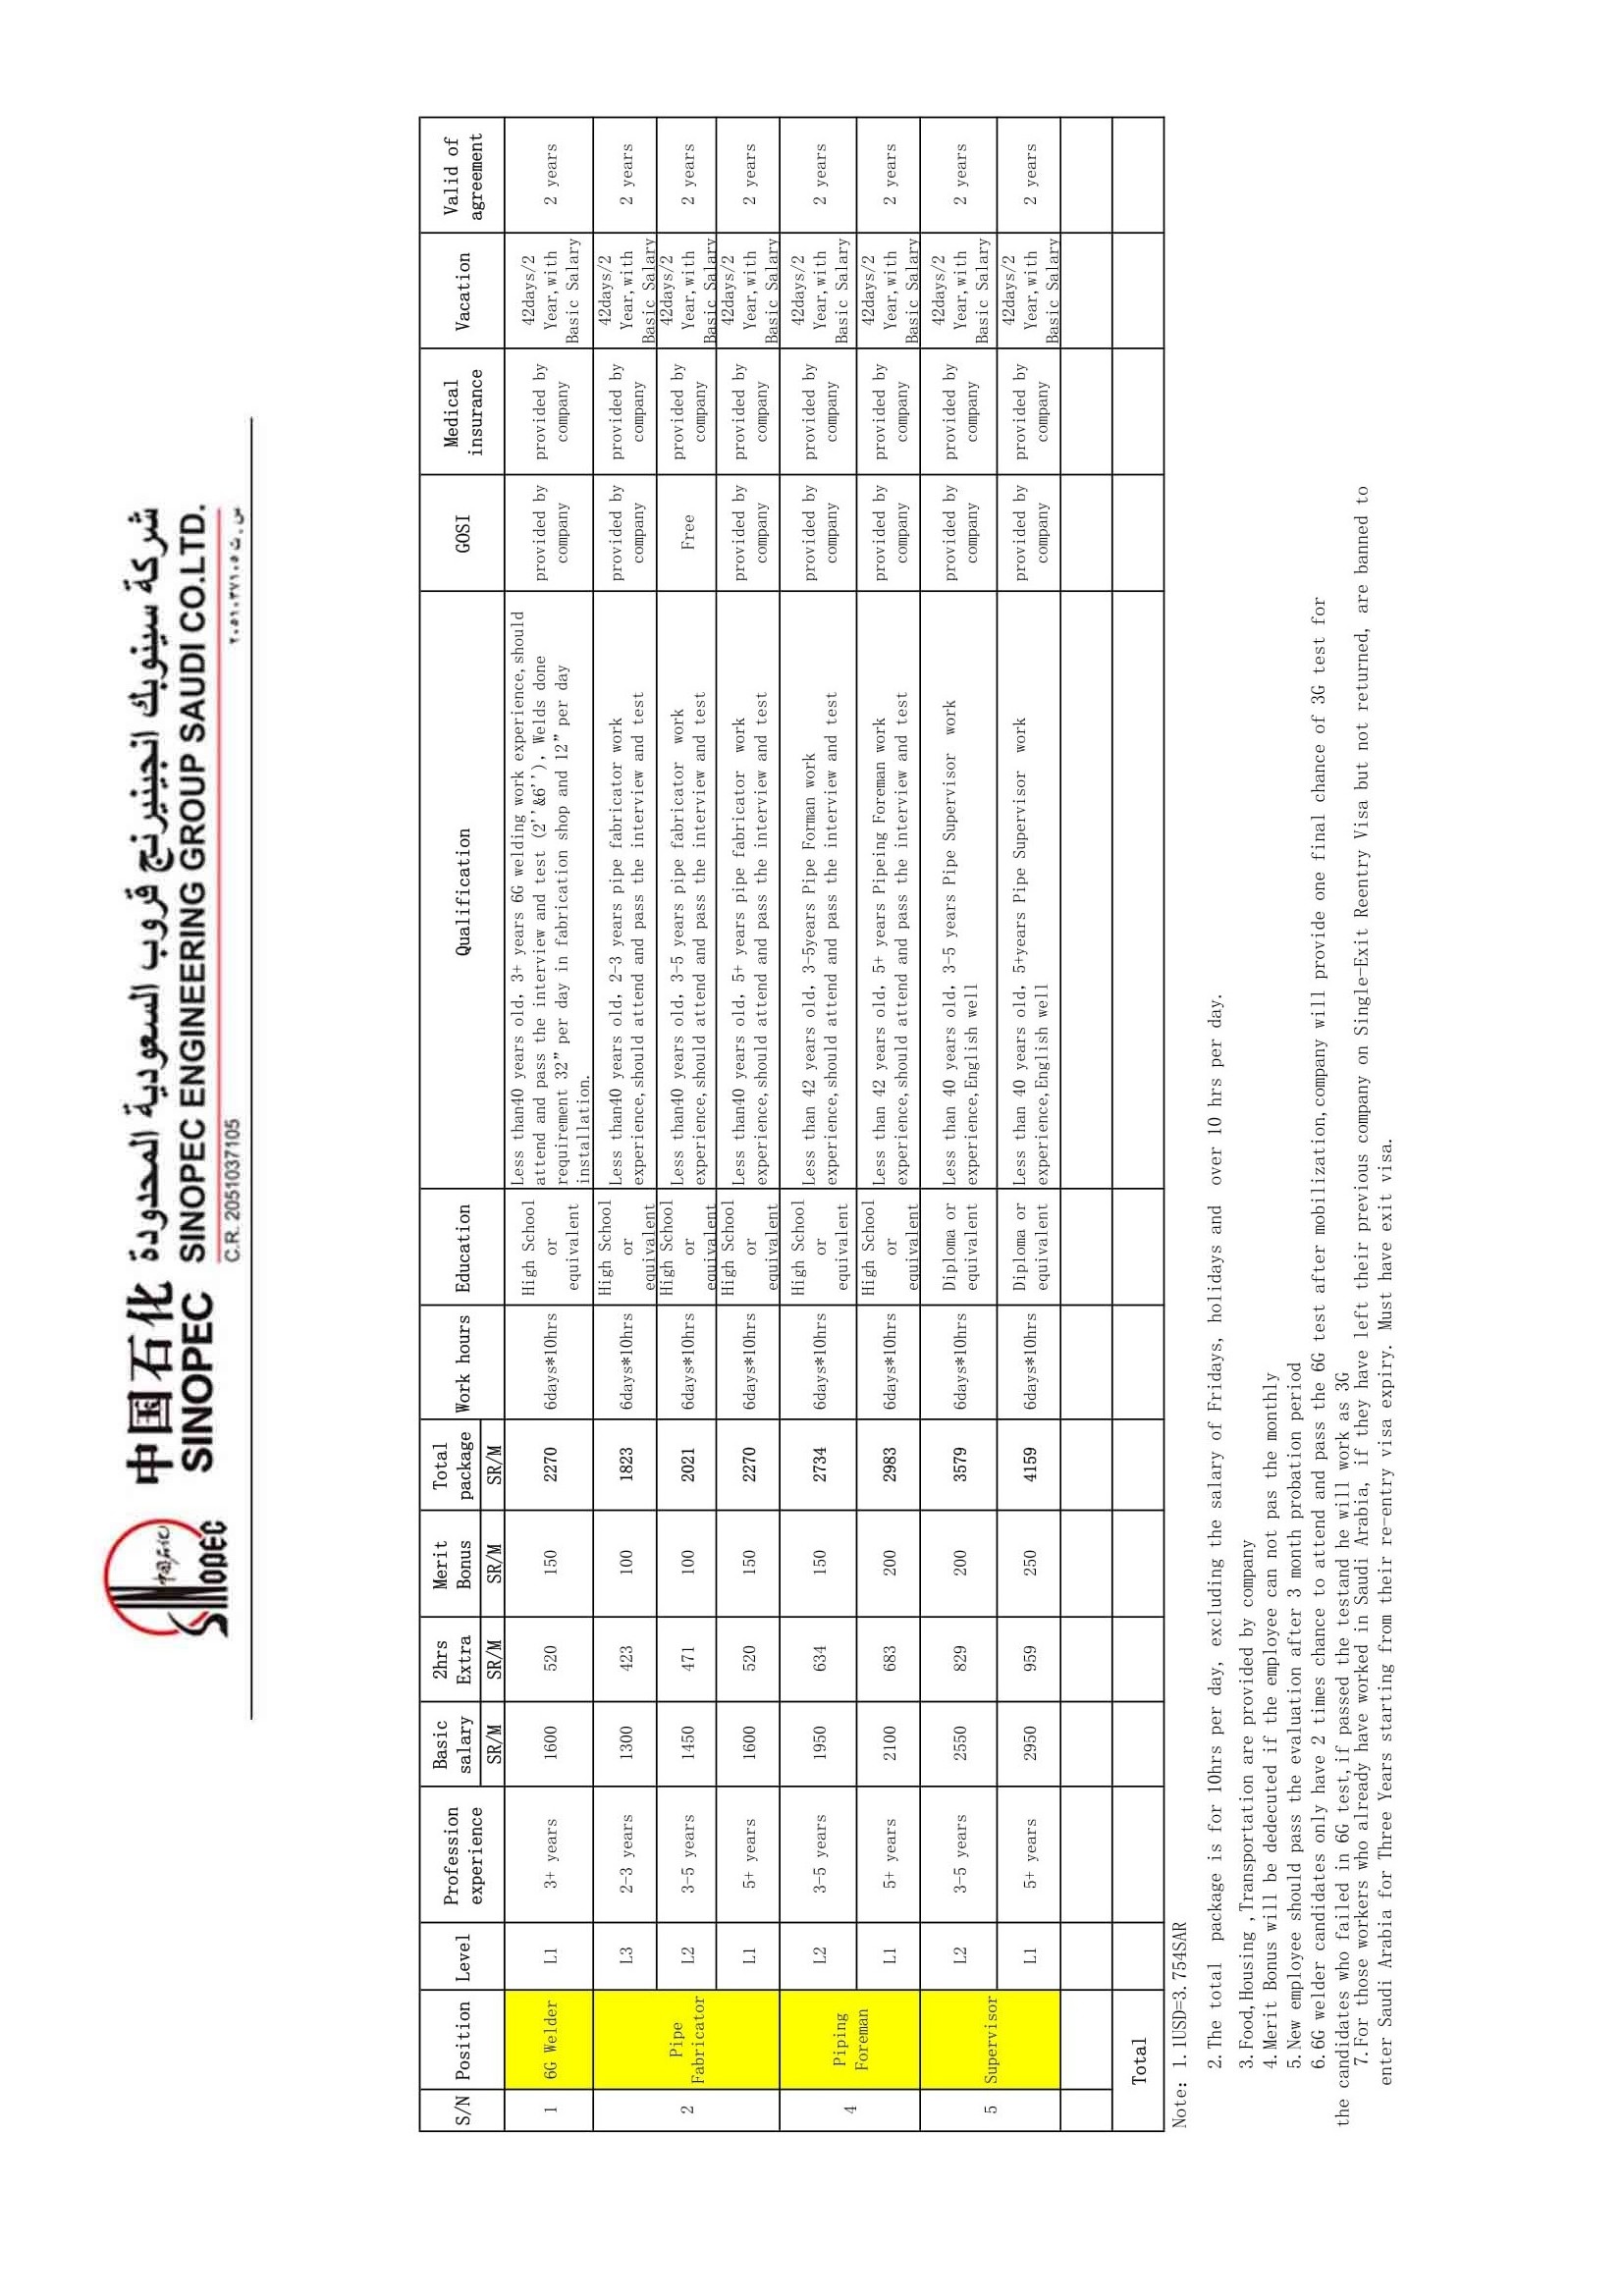 中国石化 شركة سينوبك انجينيرنج قروب السعودية المحدودة
SINOPEC SINOPEC ENGINEERING GROUP SAUDI CO.LTD.
SINOPEC
C.R. 2051037105 س.ت ٢٠٥١٠٣٧١٠٥
S/N Position Level Profession experience Basic salary SR/M 2hrs Extra SR/M Merit Bonus SR/M Total package SR/M Work hours Education Qualification GOSI Medical insurance Vacation Valid of agreement
1 6G Welder L1 3+ years 1600 520 150 2270 6days*10hrs High School or equivalent Less than40 years old, 3+ years 6G welding work experience,should attend and pass the interview and test (2''&6''), Welds done requirement 32” per day in fabrication shop and 12” per day installation. provided by company provided by company 42days/2 Year,with Basic Salary 2 years
2 Pipe Fabricator L3 2-3 years 1300 423 100 1823 6days*10hrs High School or equivalent Less than40 years old, 2-3 years pipe fabricator work experience,should attend and pass the interview and test provided by company provided by company 42days/2 Year,with Basic Salary 2 years
L2 3-5 years 1450 471 100 2021 6days*10hrs High School or equivalent Less than40 years old, 3-5 years pipe fabricator work experience,should attend and pass the interview and test Free provided by company 42days/2 Year,with Basic Salary 2 years
L1 5+ years 1600 520 150 2270 6days*10hrs High School or equivalent Less than40 years old, 5+ years pipe fabricator work experience,should attend and pass the interview and test provided by company provided by company 42days/2 Year,with Basic Salary 2 years
4 Piping Foreman L2 3-5 years 1950 634 150 2734 6days*10hrs High School or equivalent Less than 42 years old, 3-5years Pipe Forman work experience,should attend and pass the interview and test provided by company provided by company 42days/2 Year,with Basic Salary 2 years
L1 5+ years 2100 683 200 2983 6days*10hrs High School or equivalent Less than 42 years old, 5+ years Pipeing Foreman work experience,should attend and pass the interview and test provided by company provided by company 42days/2 Year,with Basic Salary 2 years
5 Supervisor L2 3-5 years 2550 829 200 3579 6days*10hrs Diploma or equivalent Less than 40 years old, 3-5 years Pipe Supervisor work experience,English well provided by company provided by company 42days/2 Year,with Basic Salary 2 years
L1 5+ years 2950 959 250 4159 6days*10hrs Diploma or equivalent Less than 40 years old, 5+years Pipe Supervisor work experience,English well provided by company provided by company 42days/2 Year,with Basic Salary 2 years
Total
Note: 1.1USD=3.754SAR
2.The total package is for 10hrs per day, excluding the salary of Fridays, holidays and over 10 hrs per day.
3.Food,Housing ,Transportation are provided by company
4.Merit Bonus will be dedecuted if the employee can not pas the monthly
5.New employee should pass the evaluation after 3 month probation period
6.6G welder candidates only have 2 times chance to attend and pass the 6G test after mobilization,company will provide one final chance of 3G test for
the candidates who failed in 6G test,if passed the testand he will work as 3G
7.For those workers who already have worked in Saudi Arabia, if they have left their previous company on Single-Exit Reentry Visa but not returned, are banned to
enter Saudi Arabia for Three Years starting from their re-entry visa expiry. Must have exit visa.